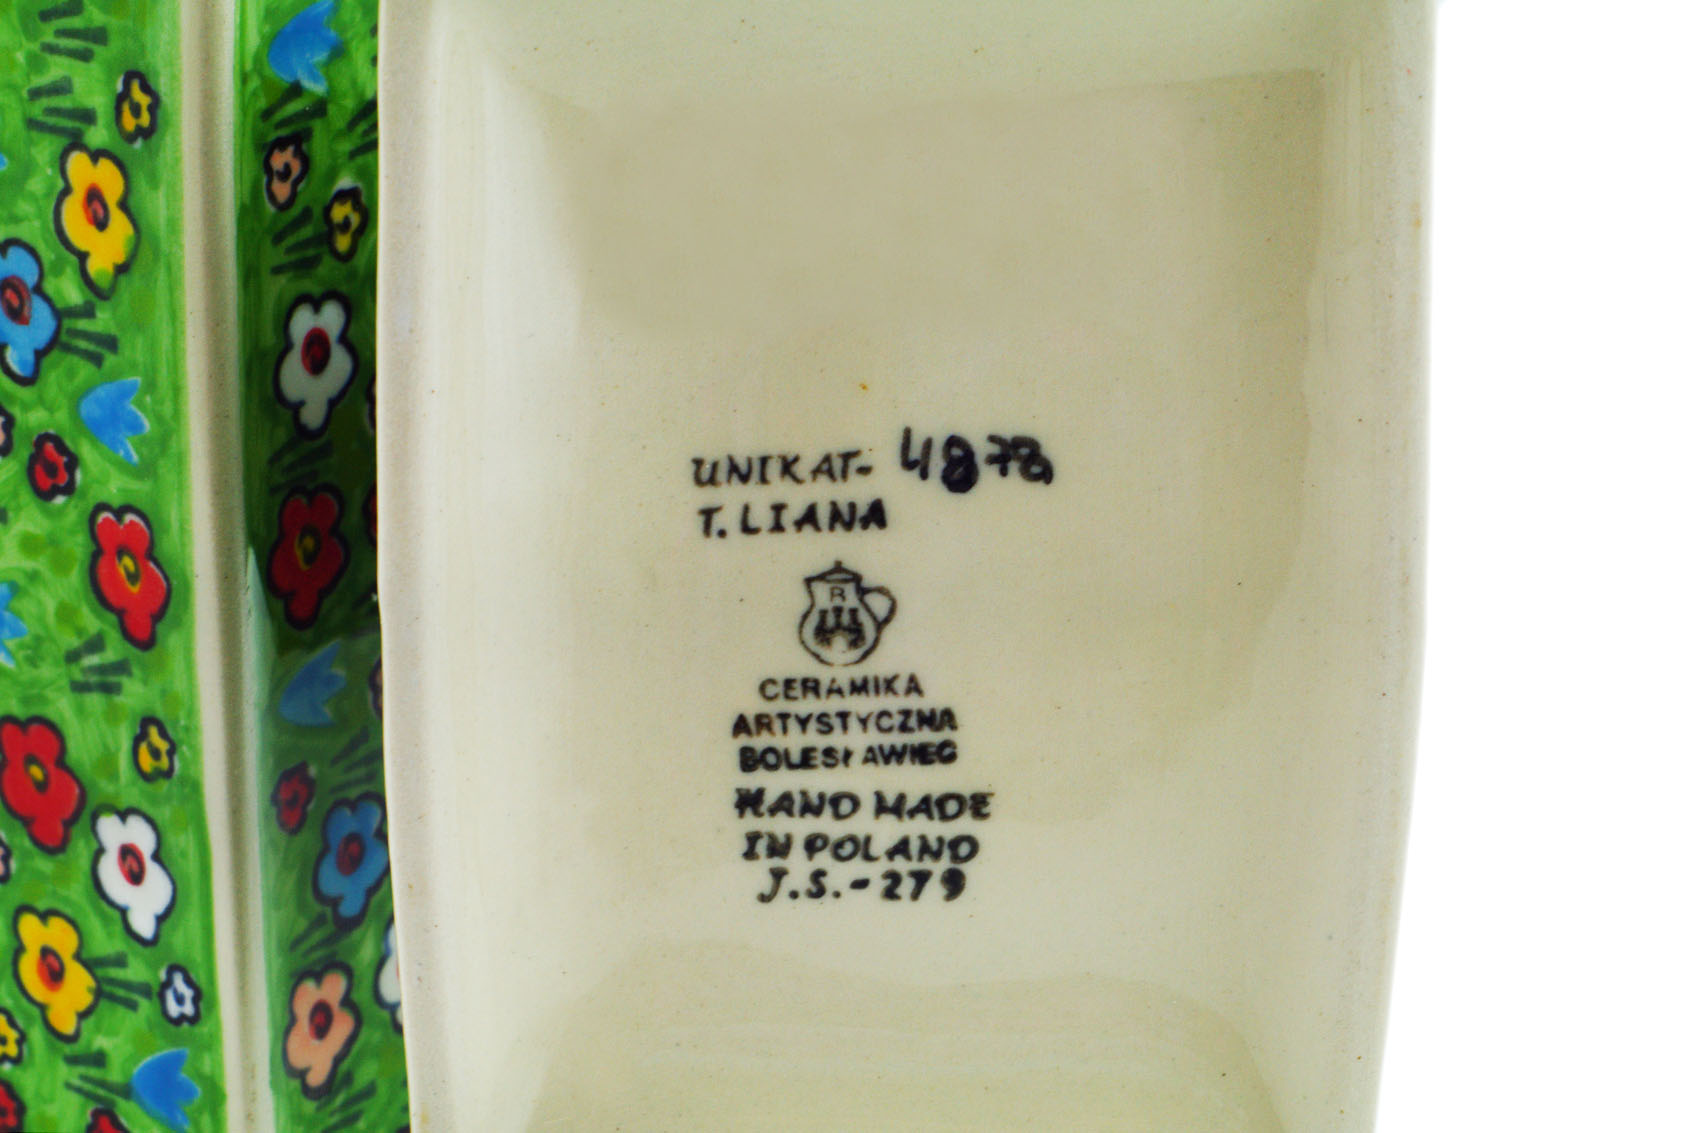 UNIKAT- 4878
T. LIANA
R
CERAMIKA
ARTYSTYCZNA
BOLESŁAWIEC
HAND MADE
IN POLAND
J.S.-279